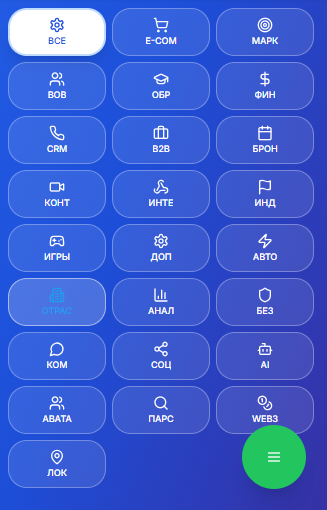 ВСЕ
E-COM
МАРК
ВОВ
ОБР
ФИН
CRM
B2B
БРОН
КОНТ
ИНТЕ
ИНД
ИГРЫ
ДОП
АВТО
ОТРАС
АНАЛ
БЕЗ
КОМ
СОЦ
AI
АВАТА
ПАРС
WEB3
ЛОК